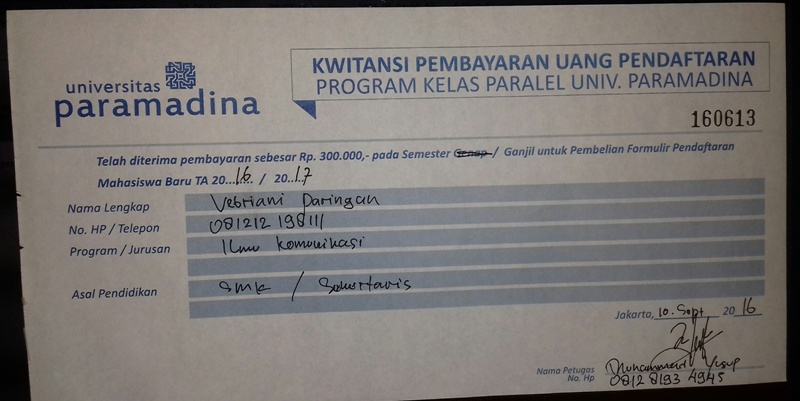 universitas
paramadina
KWITANSI PEMBAYARAN UANG PENDAFTARAN
PROGRAM KELAS PARALEL UNIV. PARAMADINA
160613
Telah diterima pembayaran sebesar Rp. 300.000,- pada Semester Genap / Ganjil untuk Pembelian Formulir Pendaftaran
Mahasiswa Baru TA 20..16... / 20..17
Nama Lengkap Vebriani Paringan
No. HP / Telepon 081212 198111
Program / Jurusan Ilmu Komunikasi
Asal Pendidikan SMK / Sekertaris
Jakarta, 10. Sept 20 16
Nama Petugas Muhammad Yusup
No. Hp 0812 8193 4945